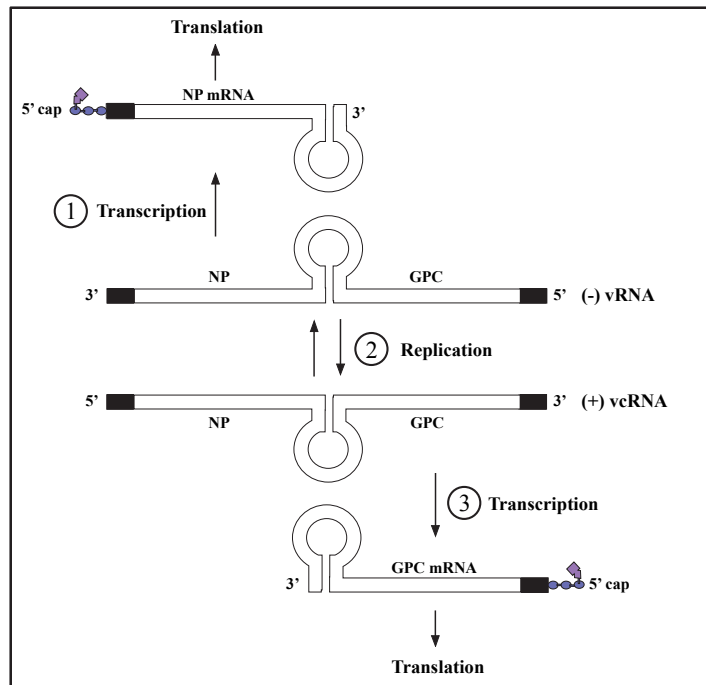 Translation
NP mRNA
5’ cap
3’
1 Transcription
NP GPC
3’ 5’ (-) vRNA
2 Replication
5’ 3’ (+) vcRNA
NP GPC
3 Transcription
GPC mRNA
3’ 5’ cap
Translation